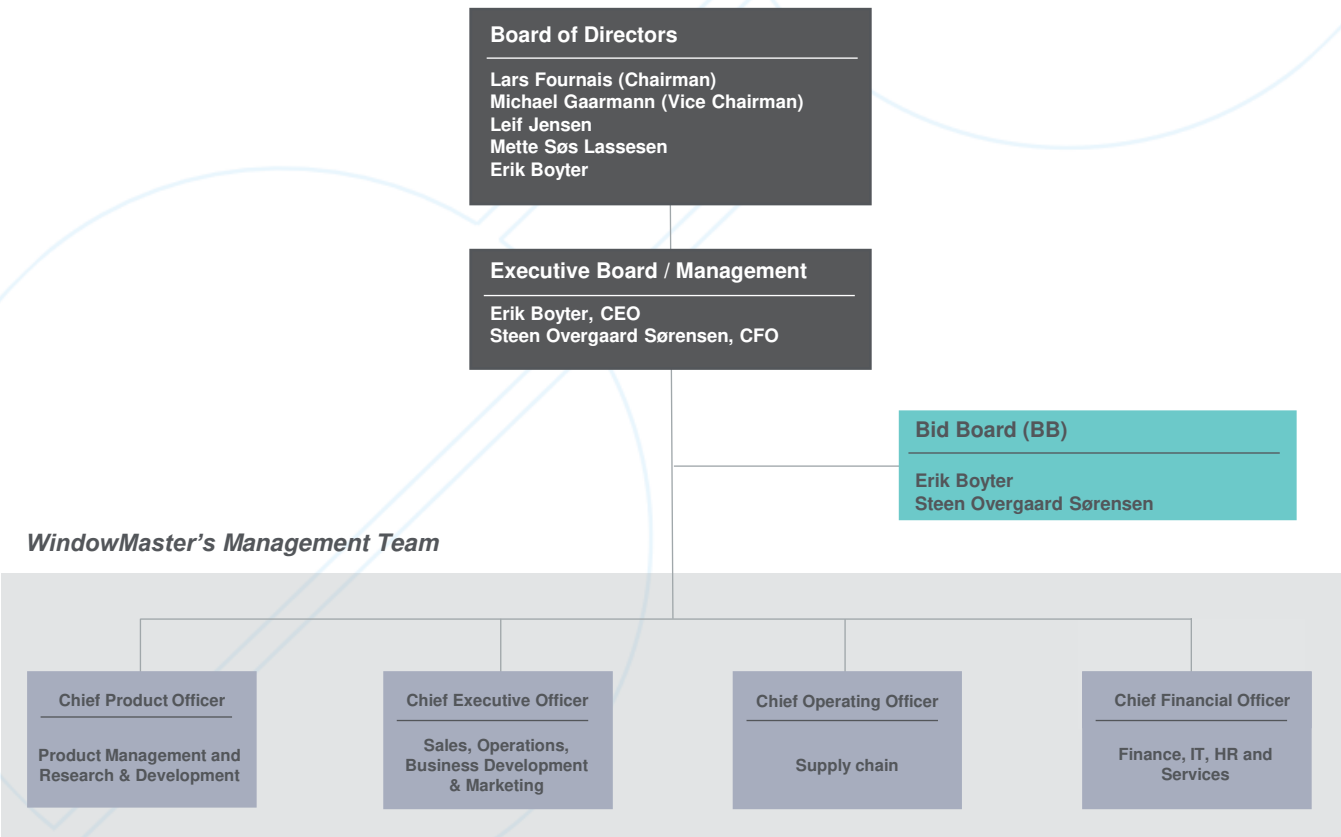 Board of Directors
Lars Fournais (Chairman)
Michael Gaarmann (Vice Chairman)
Leif Jensen
Mette Søs Lassesen
Erik Boyter
Executive Board / Management
Erik Boyter, CEO
Steen Overgaard Sørensen, CFO
Bid Board (BB)
Erik Boyter
Steen Overgaard Sørensen
WindowMaster’s Management Team
Chief Product Officer
Product Management and
Research & Development
Chief Executive Officer
Sales, Operations,
Business Development
& Marketing
Chief Operating Officer
Supply chain
Chief Financial Officer
Finance, IT, HR and
Services